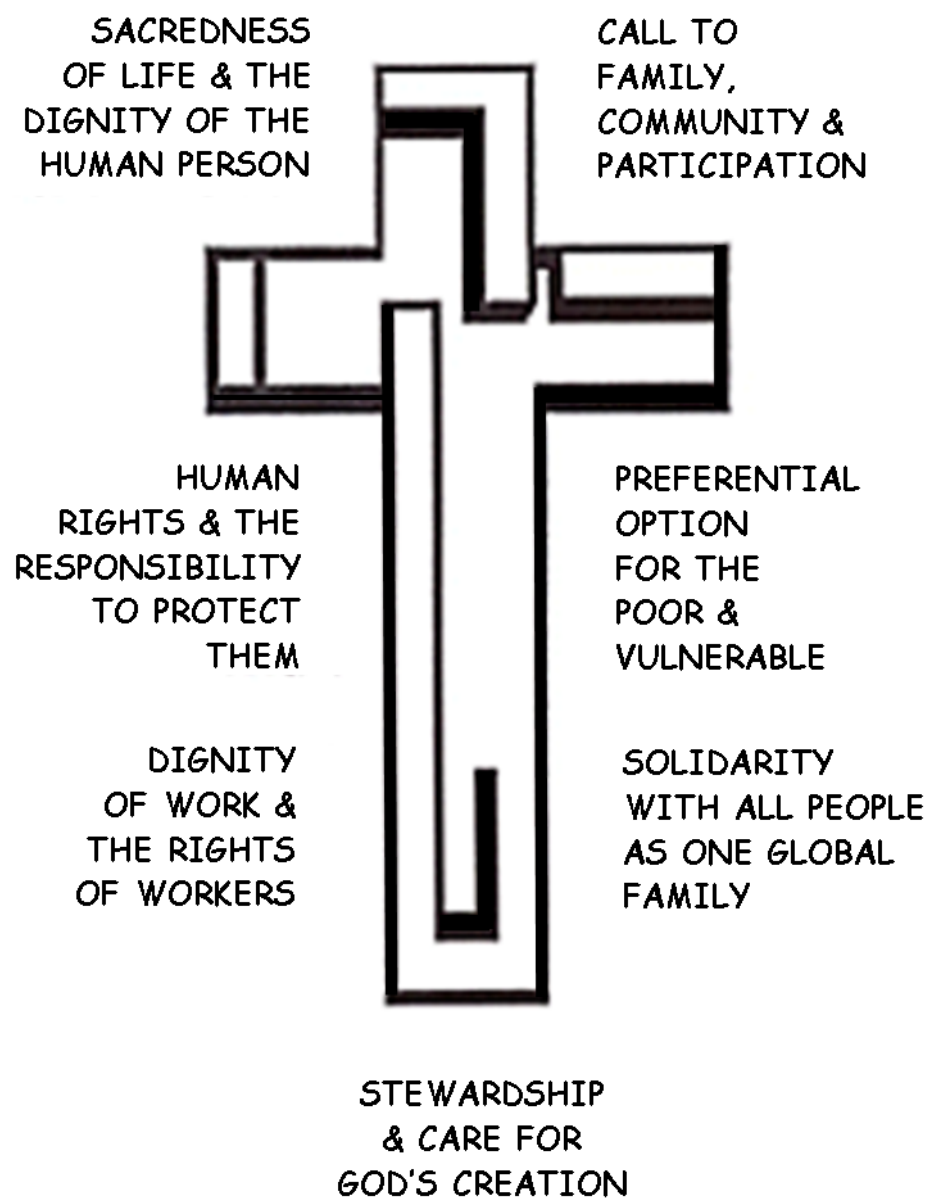 SACREDNESS
OF LIFE & THE
DIGNITY OF THE
HUMAN PERSON
CALL TO
FAMILY,
COMMUNITY &
PARTICIPATION
HUMAN
RIGHTS & THE
RESPONSIBILITY
TO PROTECT
THEM
PREFERENTIAL
OPTION
FOR THE
POOR &
VULNERABLE
DIGNITY
OF WORK &
THE RIGHTS
OF WORKERS
SOLIDARITY
WITH ALL PEOPLE
AS ONE GLOBAL
FAMILY
STEWARDSHIP
& CARE FOR
GOD'S CREATION